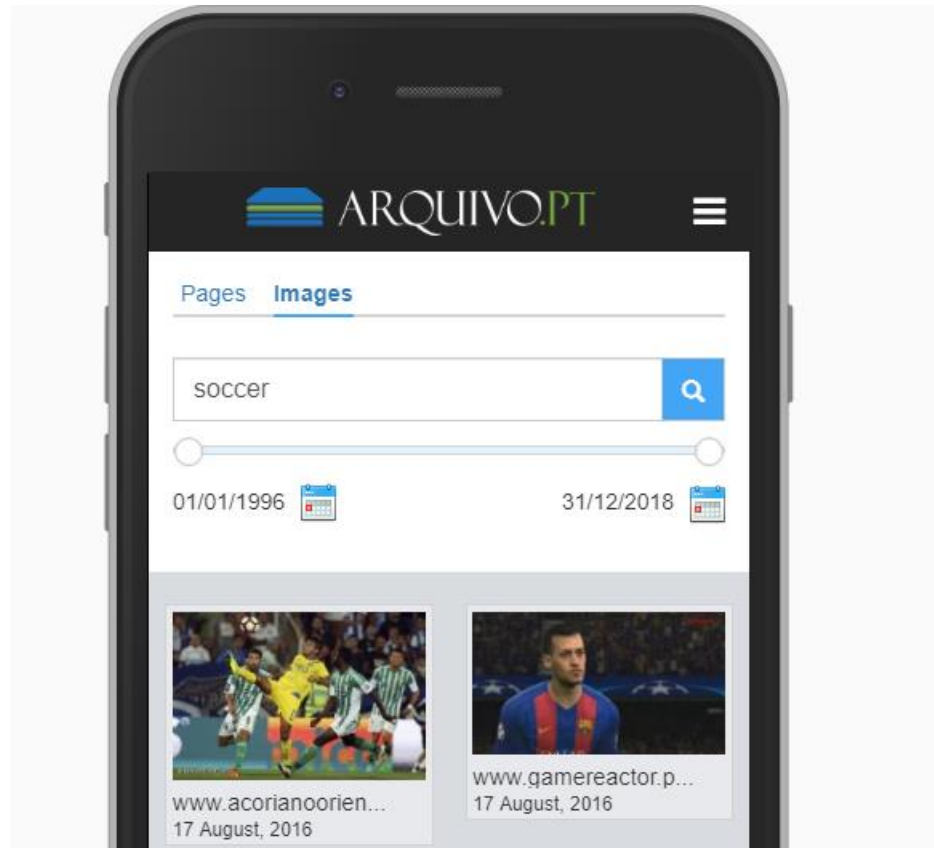 ARQUIVO.PT
Pages Images
soccer
01/01/1996 31/12/2018
www.acorianoorien...
17 August, 2016
www.gamereactor.p...
17 August, 2016